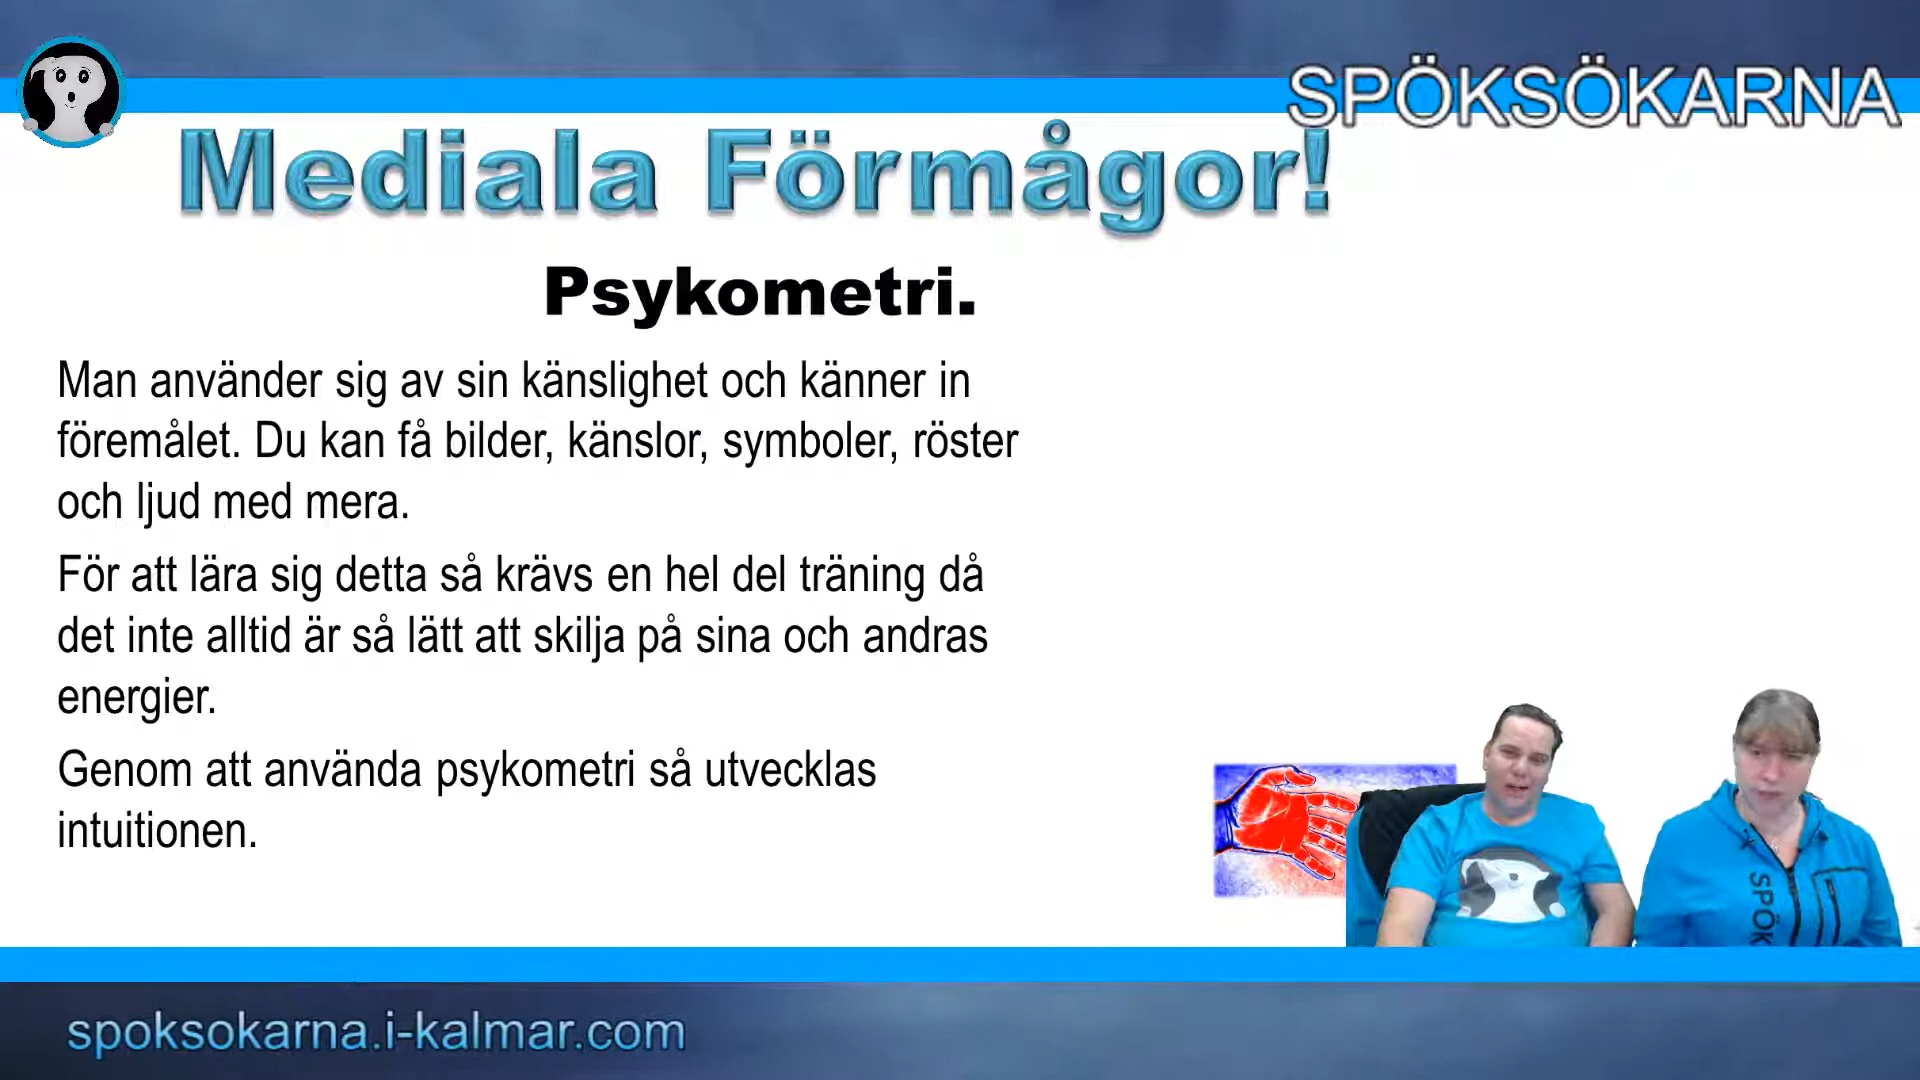 SPÖKSÖKARNA
Mediala Förmågor!
Psykometri.
Man använder sig av sin känslighet och känner in
föremålet. Du kan få bilder, känslor, symboler, röster
och ljud med mera.
För att lära sig detta så krävs en hel del träning då
det inte alltid är så lätt att skilja på sina och andras
energier.
Genom att använda psykometri så utvecklas
intuitionen.
SPÖK
spoksokarna.i-kalmar.com